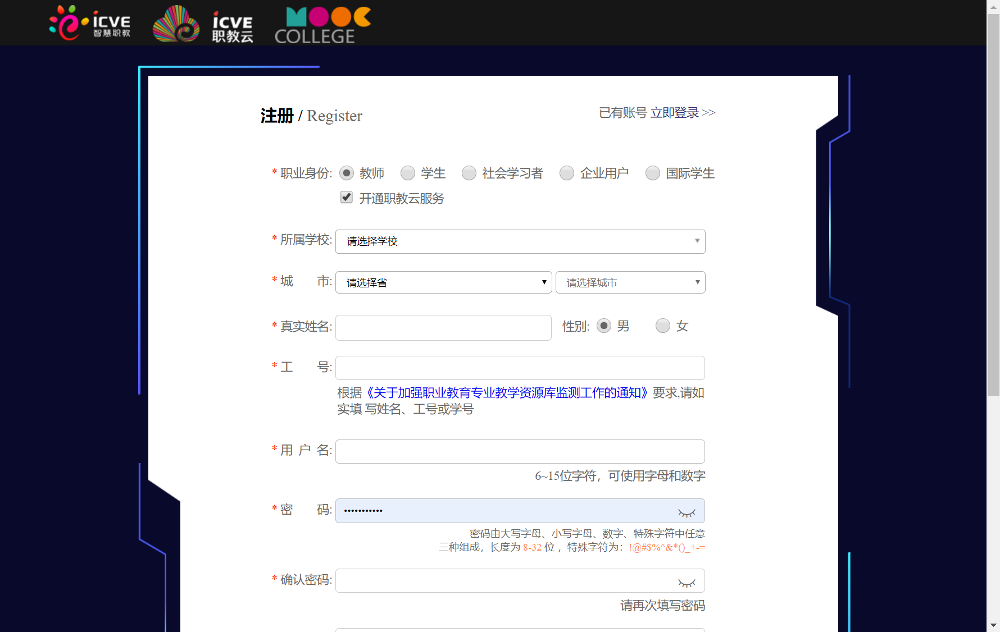 ICVE
智慧职教
ICVE
职教云
MOOC
COLLEGE
注册 / Register
已有账号 立即登录 >>
* 职业身份: 教师 学生 社会学习者 企业用户 国际学生
开通职教云服务
* 所属学校: 请选择学校
* 城 市: 请选择省 请选择城市
* 真实姓名: 性别: 男 女
* 工 号:
根据《关于加强职业教育专业教学资源库监测工作的通知》要求,请如
实填 写姓名、工号或学号
* 用 户 名:
6~15位字符，可使用字母和数字
* 密 码: •••••••••••
密码由大写字母、小写字母、数字、特殊字符中任意
三种组成，长度为 8-32 位 ，特殊字符为：!@#$%^&*()_+-=
* 确认密码:
请再次填写密码